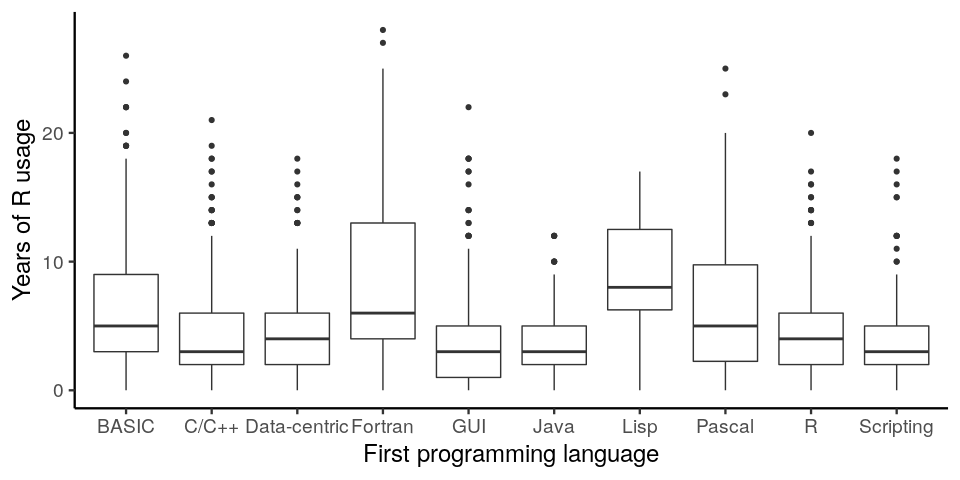 Years of R usage
20
10
0
BASIC C/C++ Data-centric Fortran GUI Java Lisp Pascal R Scripting
First programming language